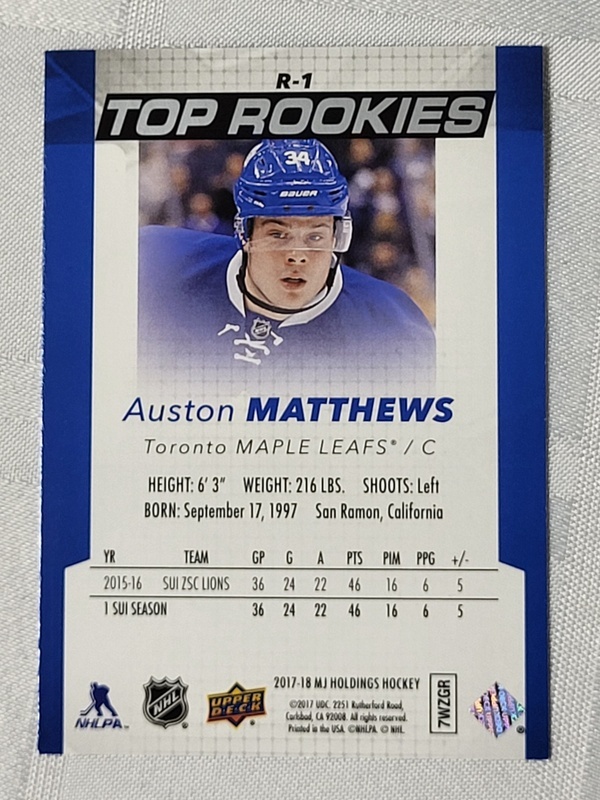 R-1
TOP ROOKIES
34
BAUER
Auston MATTHEWS
Toronto MAPLE LEAFS® / C
HEIGHT: 6' 3" WEIGHT: 216 LBS. SHOOTS: Left
BORN: September 17, 1997 San Ramon, California
YR TEAM GP G A PTS PIM PPG +/-
2015-16 SUI ZSC LIONS 36 24 22 46 16 6 5
1 SUI SEASON 36 24 22 46 16 6 5
2017-18 MJ HOLDINGS HOCKEY
©2017 UDC. 2251 Rutherford Road,
Carlsbad, CA 92008. All rights reserved.
Printed in the USA. ©NHLPA. © NHL.
NHLPA™
NHL
UPPER DECK
7WZGR
®